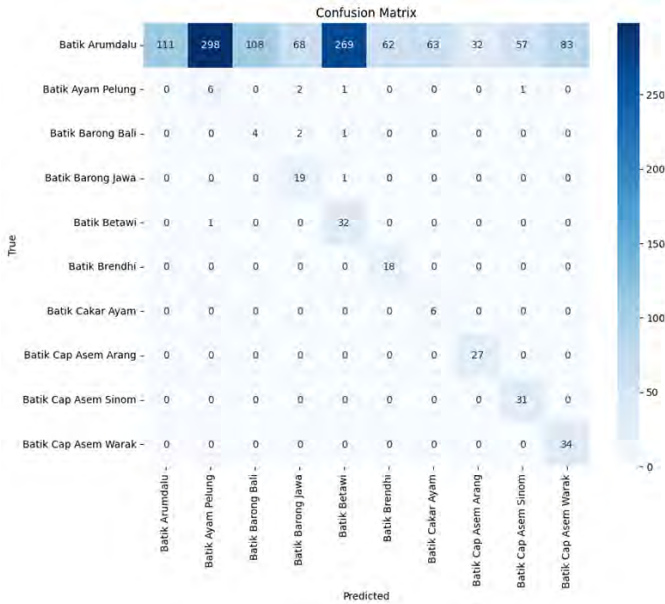 Confusion Matrix
True
Batik Arumdalu 111 298 108 68 269 62 63 32 57 83
Batik Ayam Pelung 0 6 0 2 1 0 0 0 1 0
Batik Barong Bali 0 0 4 2 1 0 0 0 0 0
Batik Barong Jawa 0 0 0 19 1 0 0 0 0 0
Batik Betawi 0 1 0 0 32 0 0 0 0 0
Batik Brendhi 0 0 0 0 0 18 0 0 0 0
Batik Cakar Ayam 0 0 0 0 0 0 6 0 0 0
Batik Cap Asem Arang 0 0 0 0 0 0 0 27 0 0
Batik Cap Asem Sinom 0 0 0 0 0 0 0 0 31 0
Batik Cap Asem Warak 0 0 0 0 0 0 0 0 0 34
Batik Arumdalu
Batik Ayam Pelung
Batik Barong Bali
Batik Barong Jawa
Batik Betawi
Batik Brendhi
Batik Cakar Ayam
Batik Cap Asem Arang
Batik Cap Asem Sinom
Batik Cap Asem Warak
Predicted
250
200
150
100
50
0